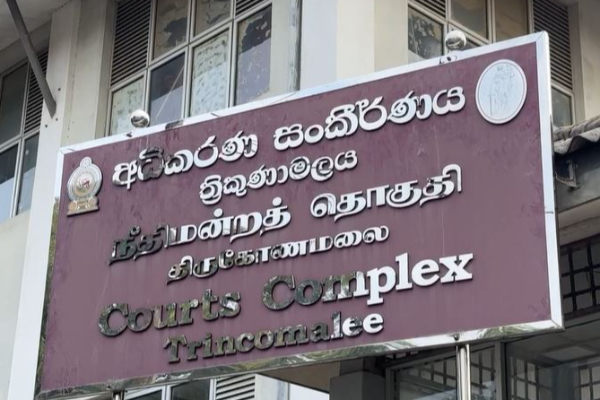 අධිකරණ සංකීර්ණය
ත්‍රිකුණාමලය
நீதிமன்றத் தொகுதி
திருகோணமலை
Courts Complex
Trincomalee